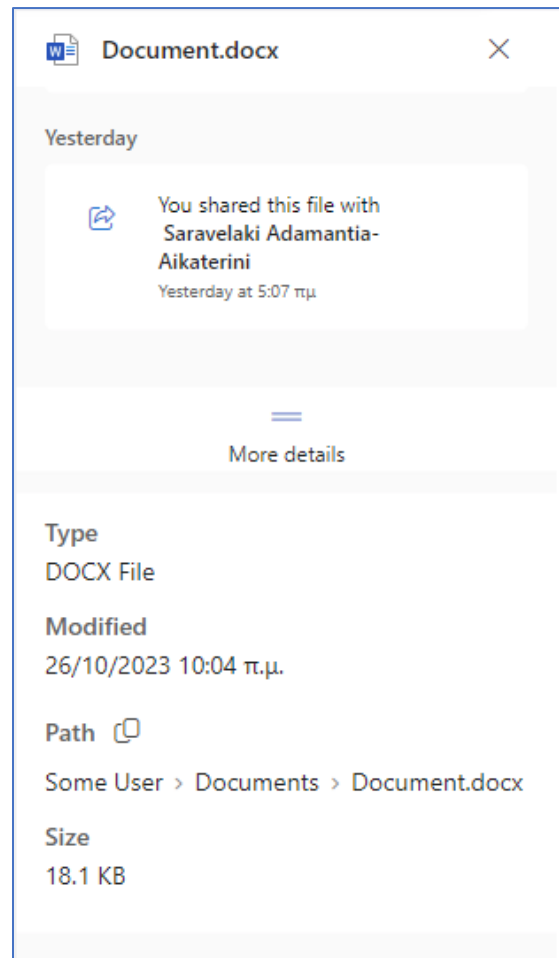 Document.docx
Yesterday
You shared this file with
Saravelaki Adamantia-
Aikaterini
Yesterday at 5:07 πμ
More details
Type
DOCX File
Modified
26/10/2023 10:04 π.μ.
Path
Some User > Documents > Document.docx
Size
18.1 KB